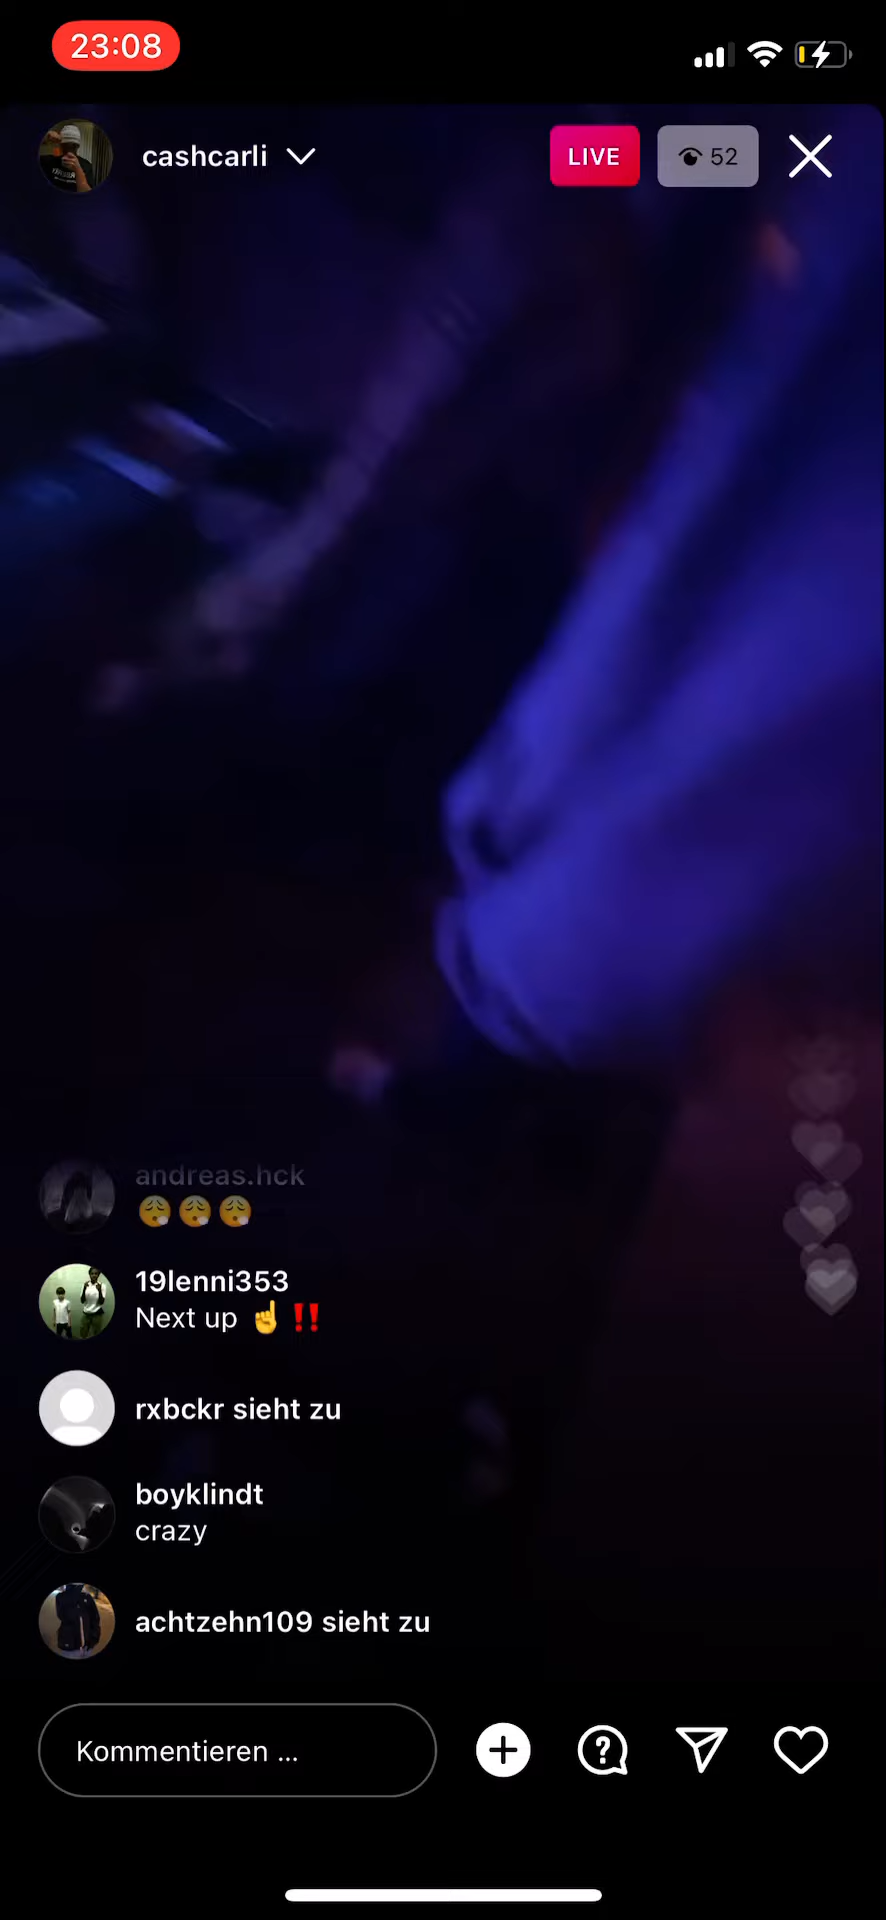 23:08
cashcarli
LIVE
52
andreas.hck
😮‍💨😮‍💨😮‍💨
19lenni353
Next up ☝️‼️
rxbckr sieht zu
boyklindt
crazy
achtzehn109 sieht zu
Kommentieren ...